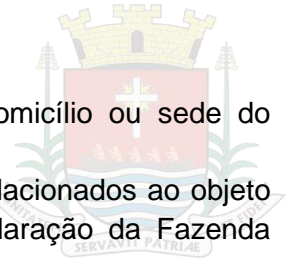 omicílio ou sede do
lacionados ao objeto
laração da Fazenda
SERVAVIT PATRIAE